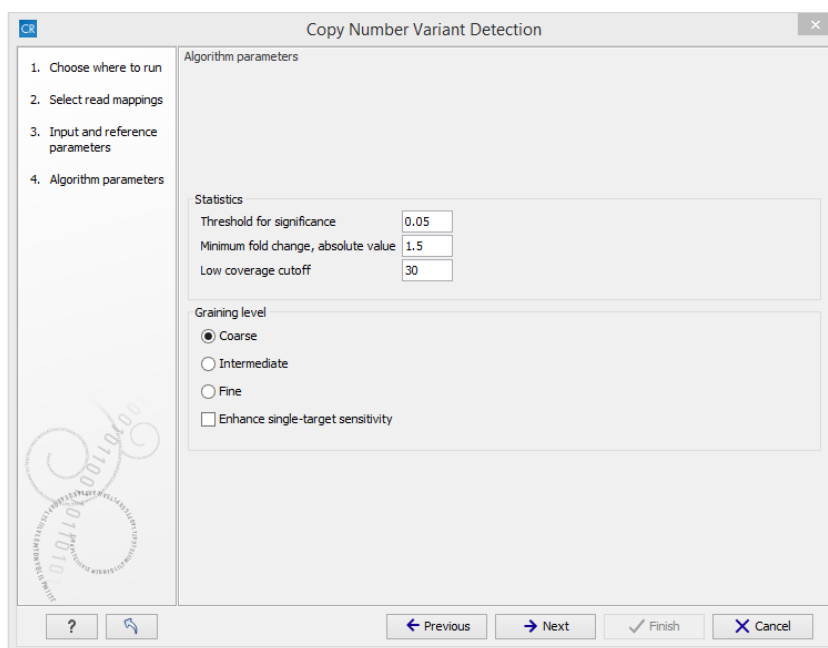 CR
Copy Number Variant Detection
1. Choose where to run
2. Select read mappings
3. Input and reference
parameters
4. Algorithm parameters
Algorithm parameters
Statistics
Threshold for significance 0.05
Minimum fold change, absolute value 1.5
Low coverage cutoff 30
Graining level
Coarse
Intermediate
Fine
Enhance single-target sensitivity
?
Previous Next Finish Cancel